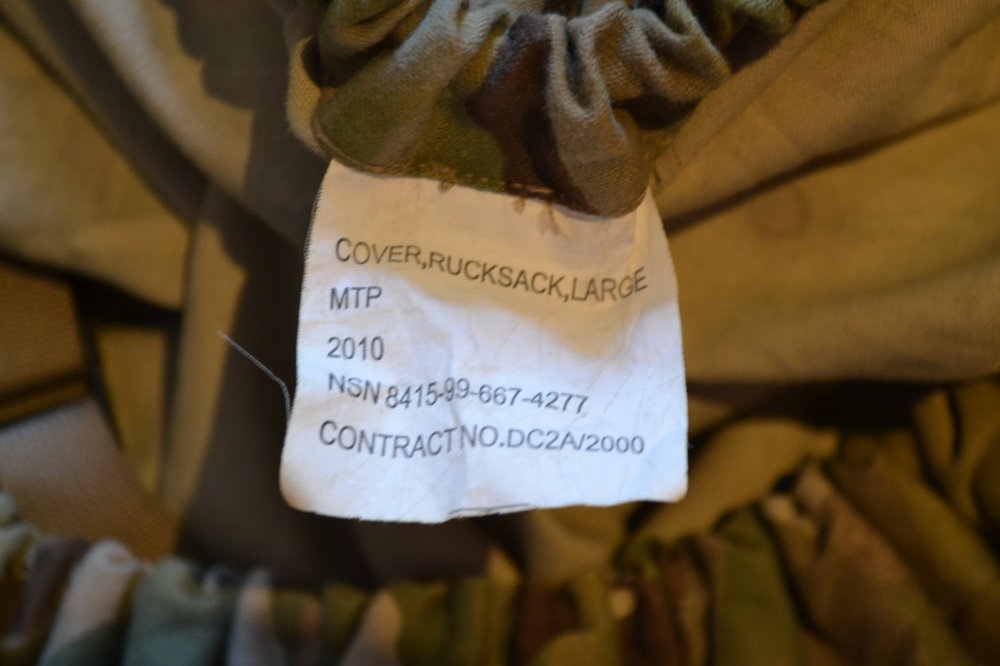 COVER,RUCKSACK,LARGE
MTP
2010
NSN 8415-99-667-4277
CONTRACT NO.DC2A/2000